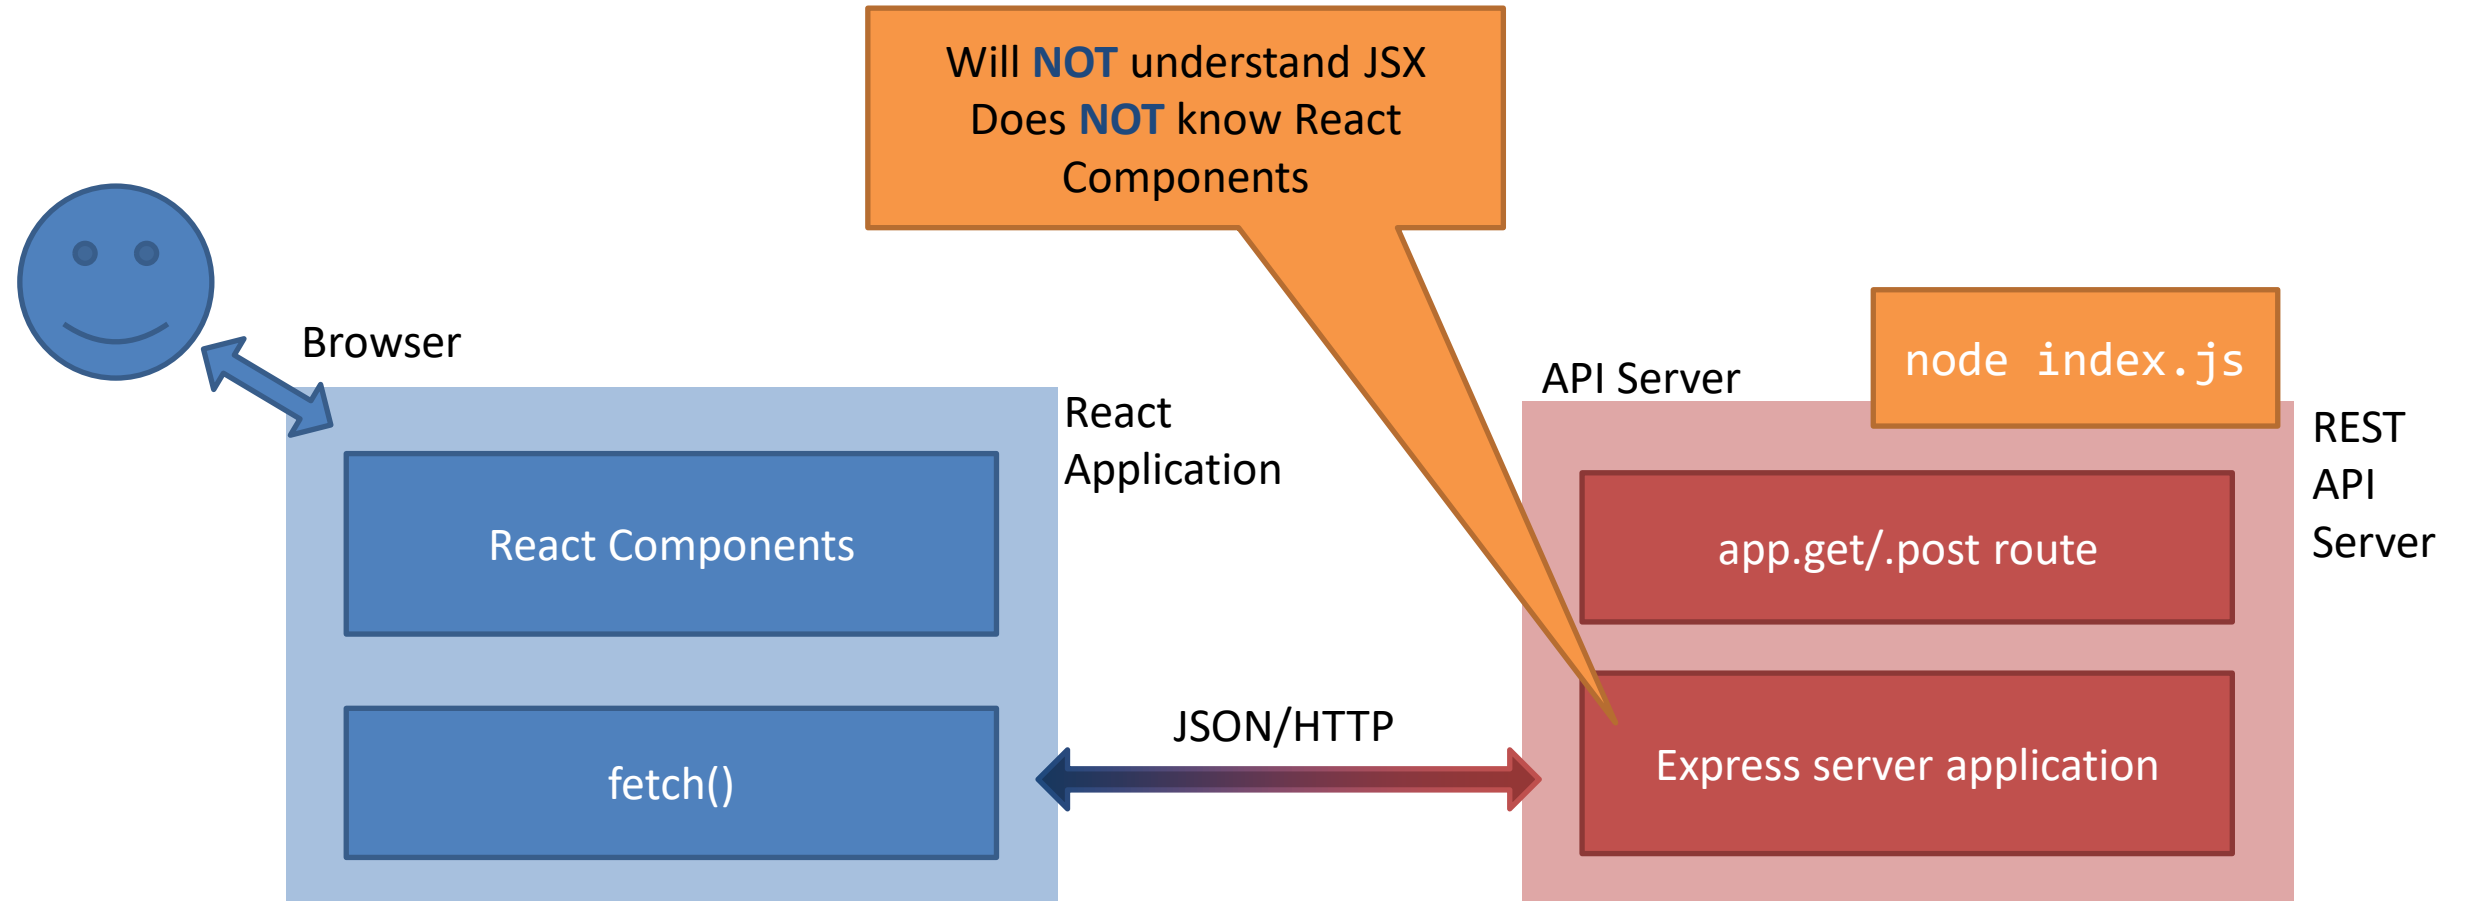 Will NOT understand JSX
Does NOT know React
Components
Browser
React
Application
React Components
fetch()
JSON/HTTP
API Server
node index.js
REST
API
Server
app.get/.post route
Express server application